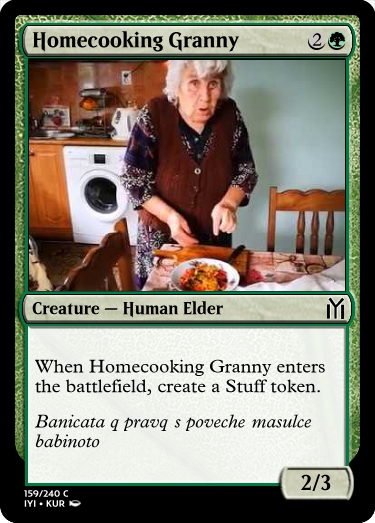 Homecooking Granny 2
Creature — Human Elder
When Homecooking Granny enters
the battlefield, create a Stuff token.
Banicata q pravq s poveche masulce
babinoto
2/3
159/240 C
IYI • KUR